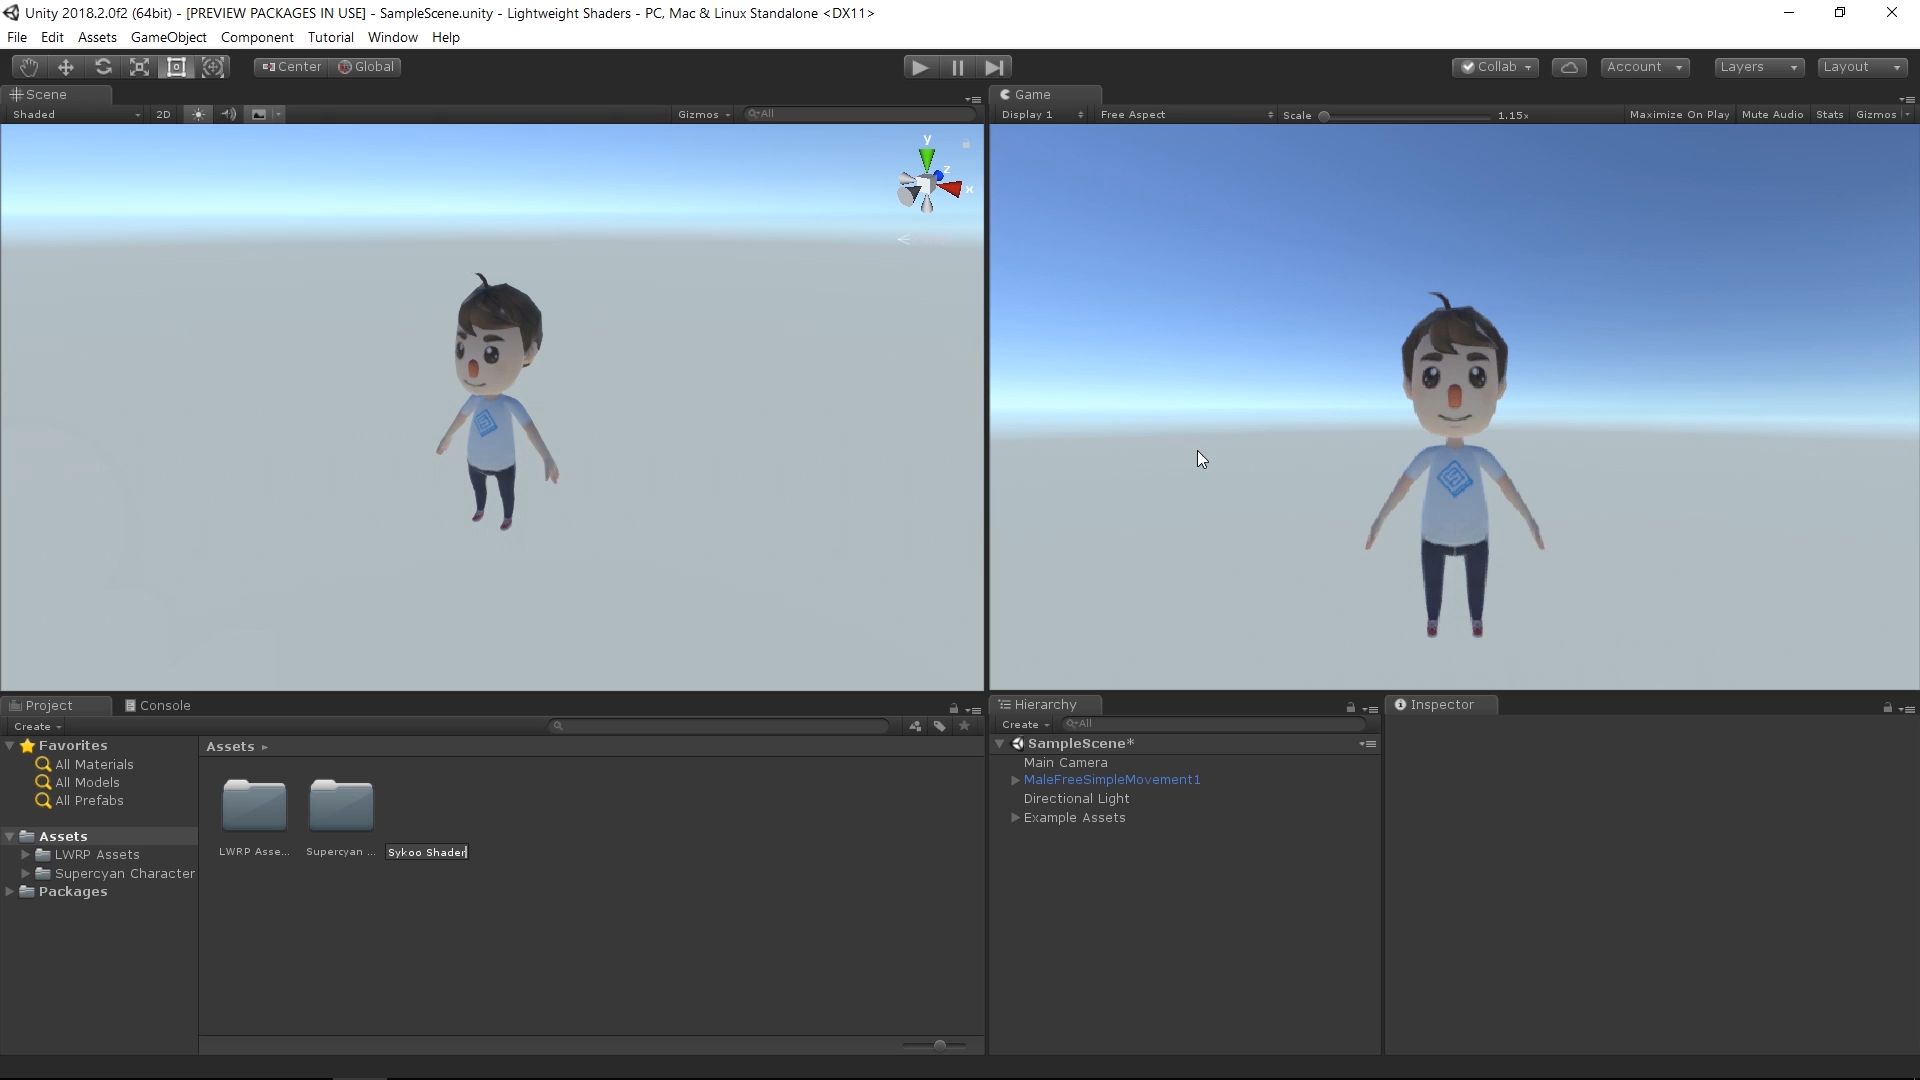 Unity 2018.2.0f2 (64bit) - [PREVIEW PACKAGES IN USE] - SampleScene.unity - Lightweight Shaders - PC, Mac & Linux Standalone <DX11>
File Edit Assets GameObject Component Tutorial Window Help
Center Global Collab Account Layers Layout
Scene
Shaded 2D Gizmos All
y
z
x
Game
Display 1 Free Aspect Scale 1.15x Maximize On Play Mute Audio Stats Gizmos
Project Console
Create
Favorites
All Materials
All Models
All Prefabs
Assets
LWRP Assets
Supercyan Character
Packages
Assets
LWRP Asse... Supercyan ... Sykoo Shader
Hierarchy
Create All
SampleScene*
Main Camera
MaleFreeSimpleMovement1
Directional Light
Example Assets
Inspector